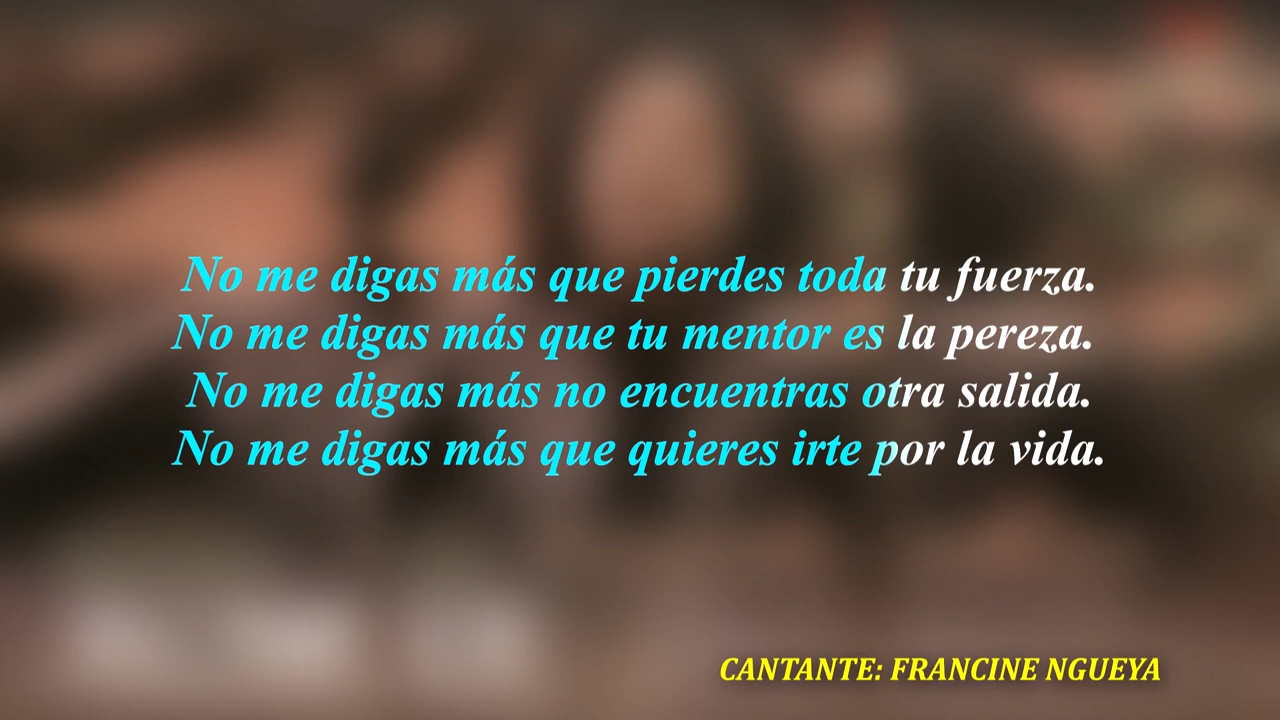 No me digas más que pierdes toda tu fuerza.
No me digas más que tu mentor es la pereza.
No me digas más no encuentras otra salida.
No me digas más que quieres irte por la vida.
CANTANTE: FRANCINE NGUEYA